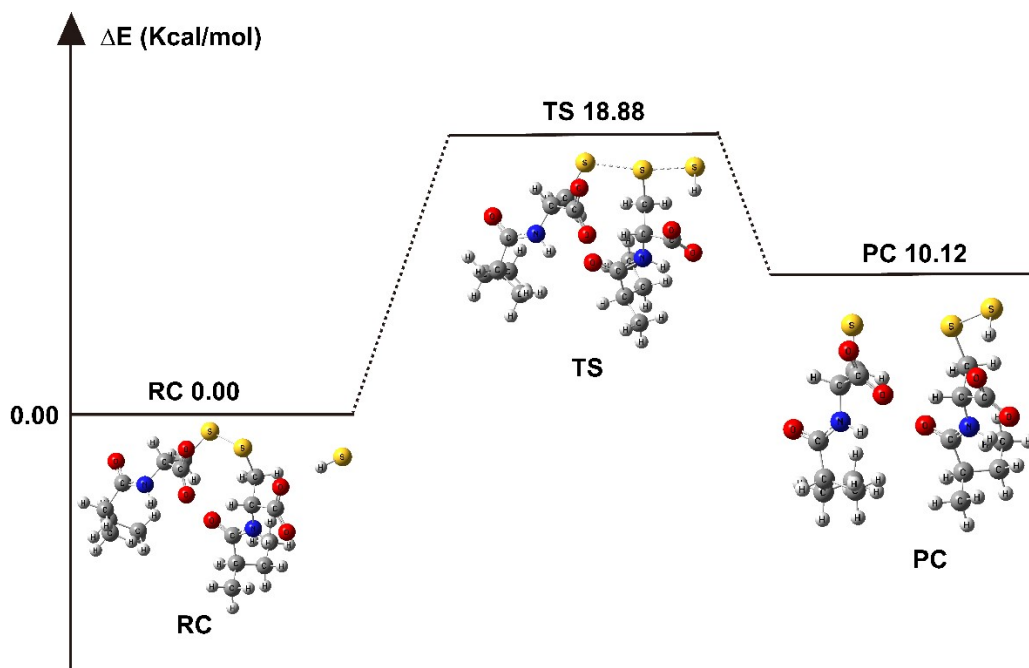 ΔE (Kcal/mol)
TS 18.88
TS
PC 10.12
PC
RC 0.00
0.00
RC